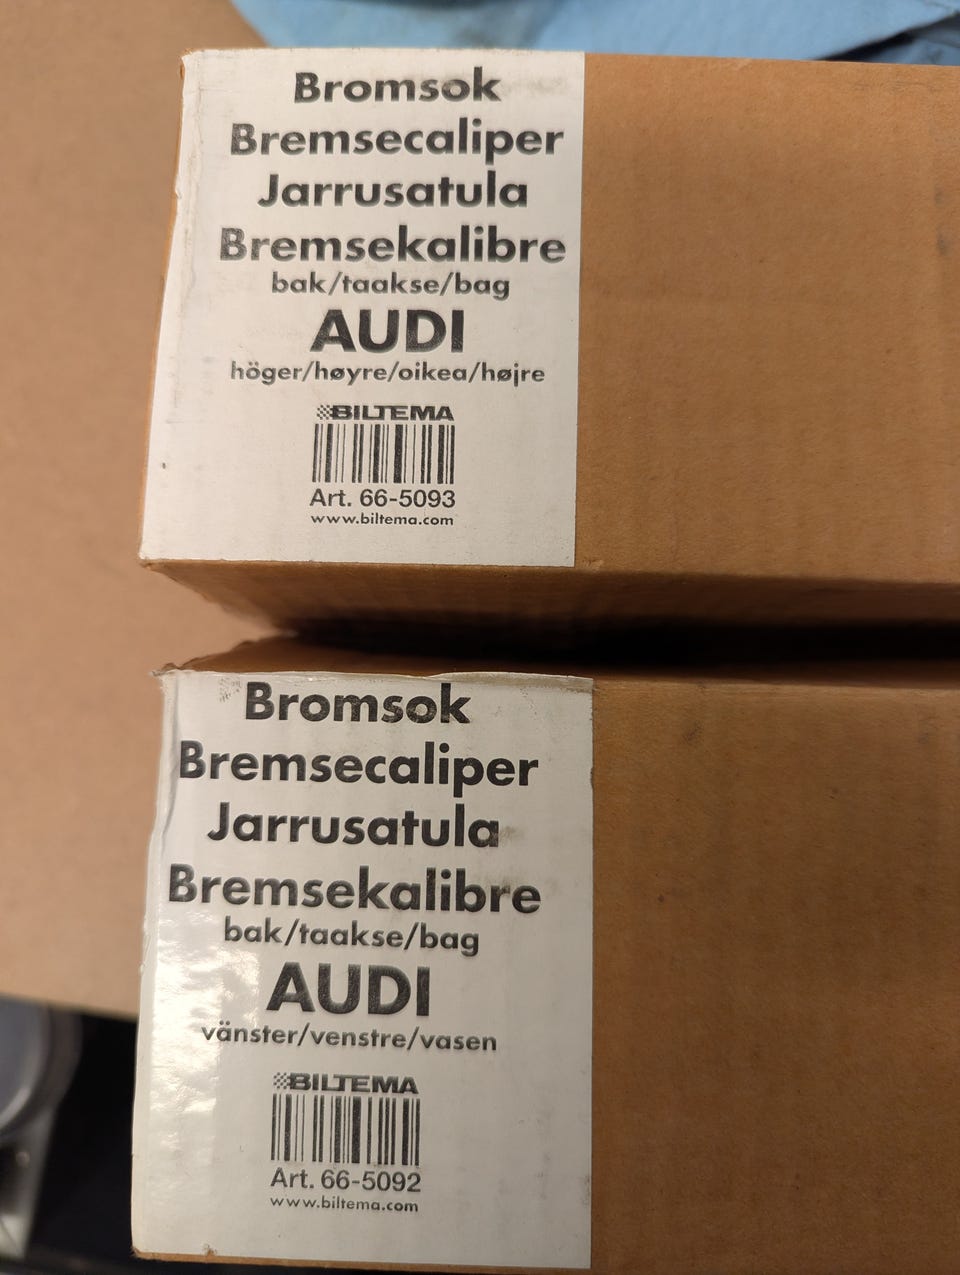 Bromsok
Bremsecaliper
Jarrusatula
Bremsekalibre
bak/taakse/bag
AUDI
höger/høyre/oikea/højre
BILTEMA
Art. 66-5093
www.biltema.com
Bromsok
Bremsecaliper
Jarrusatula
Bremsekalibre
bak/taakse/bag
AUDI
vänster/venstre/vasen
BILTEMA
Art. 66-5092
www.biltema.com